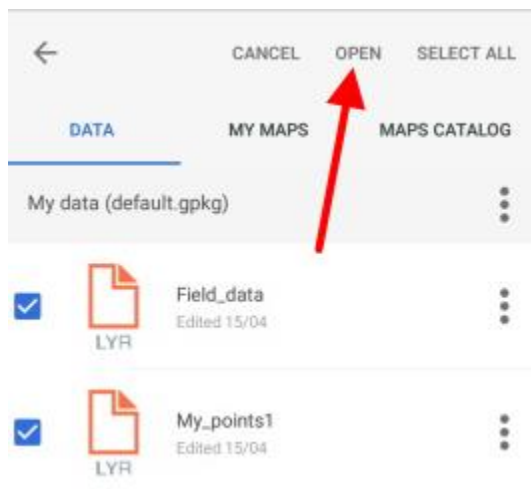 CANCEL OPEN SELECT ALL
DATA MY MAPS MAPS CATALOG
My data (default.gpkg)
Field_data
Edited 15/04
LYR
My_points1
Edited 15/04
LYR